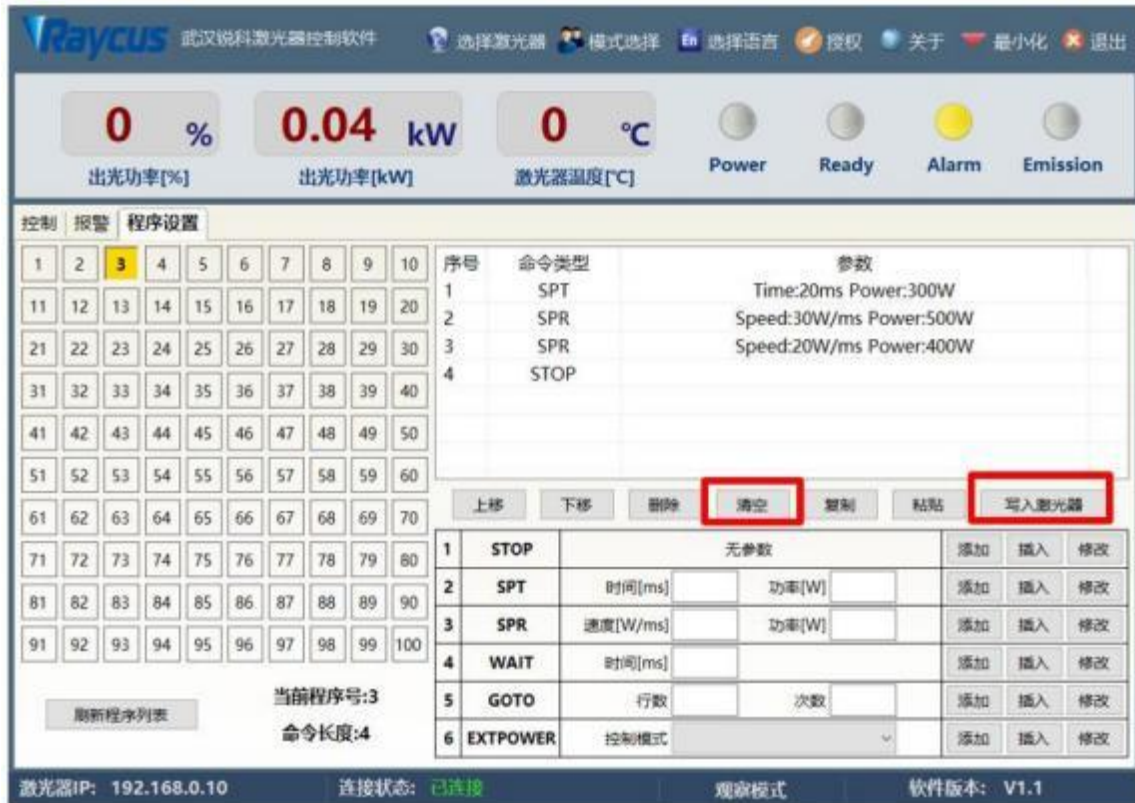 Raycus 武汉锐科激光器控制软件 选择激光器 模式选择 En 选择语言 授权 关于 最小化 退出
0 % 0.04 kW 0 ℃
出光功率[%] 出光功率[kW] 激光器温度[℃] Power Ready Alarm Emission
控制 报警 程序设置
1 2 3 4 5 6 7 8 9 10
11 12 13 14 15 16 17 18 19 20
21 22 23 24 25 26 27 28 29 30
31 32 33 34 35 36 37 38 39 40
41 42 43 44 45 46 47 48 49 50
51 52 53 54 55 56 57 58 59 60
61 62 63 64 65 66 67 68 69 70
71 72 73 74 75 76 77 78 79 80
81 82 83 84 85 86 87 88 89 90
91 92 93 94 95 96 97 98 99 100
刷新程序列表
当前程序号:3
命令长度:4
序号 命令类型 参数
1 SPT Time:20ms Power:300W
2 SPR Speed:30W/ms Power:500W
3 SPR Speed:20W/ms Power:400W
4 STOP
上移 下移 删除 清空 复制 粘贴 写入激光器
1 STOP 无参数 添加 插入 修改
2 SPT 时间[ms] 功率[W] 添加 插入 修改
3 SPR 速度[W/ms] 功率[W] 添加 插入 修改
4 WAIT 时间[ms] 添加 插入 修改
5 GOTO 行数 次数 添加 插入 修改
6 EXTPOWER 控制模式 添加 插入 修改
激光器IP: 192.168.0.10 连接状态: 已连接 观察模式 软件版本: V1.1